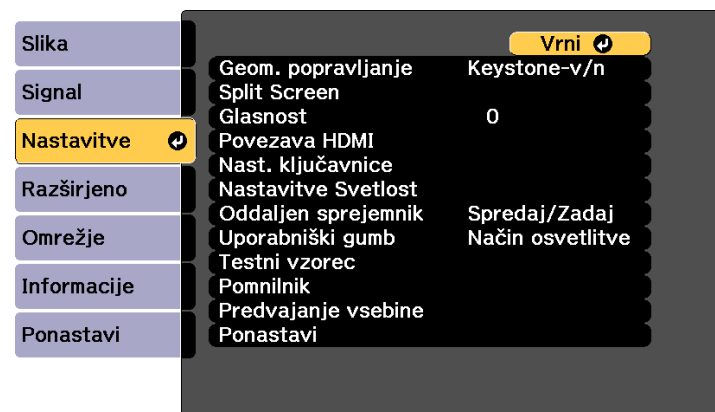 Slika
Signal
Nastavitve
Razširjeno
Omrežje
Informacije
Ponastavi
Vrni
Geom. popravljanje Keystone-v/n
Split Screen
Glasnost 0
Povezava HDMI
Nast. ključavnice
Nastavitve Svetlost
Oddaljen sprejemnik Spredaj/Zadaj
Uporabniški gumb Način osvetlitve
Testni vzorec
Pomnilnik
Predvajanje vsebine
Ponastavi